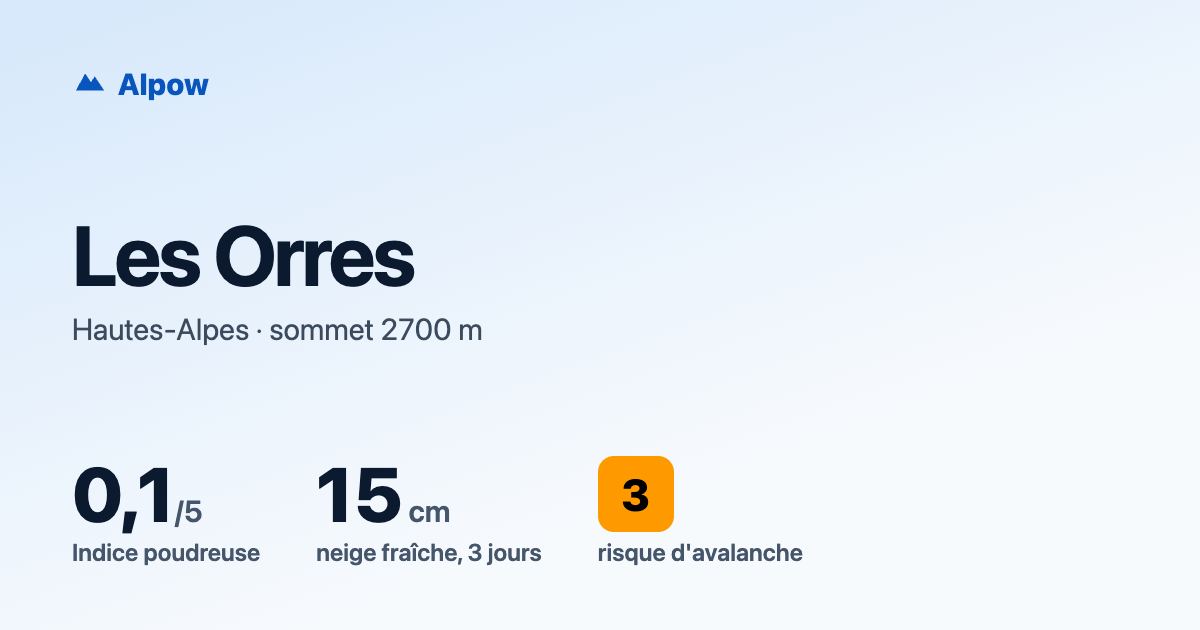 Alpow
Les Orres
Hautes-Alpes · sommet 2700 m
0,1/5
Indice poudreuse
15 cm
neige fraîche, 3 jours
3
risque d'avalanche